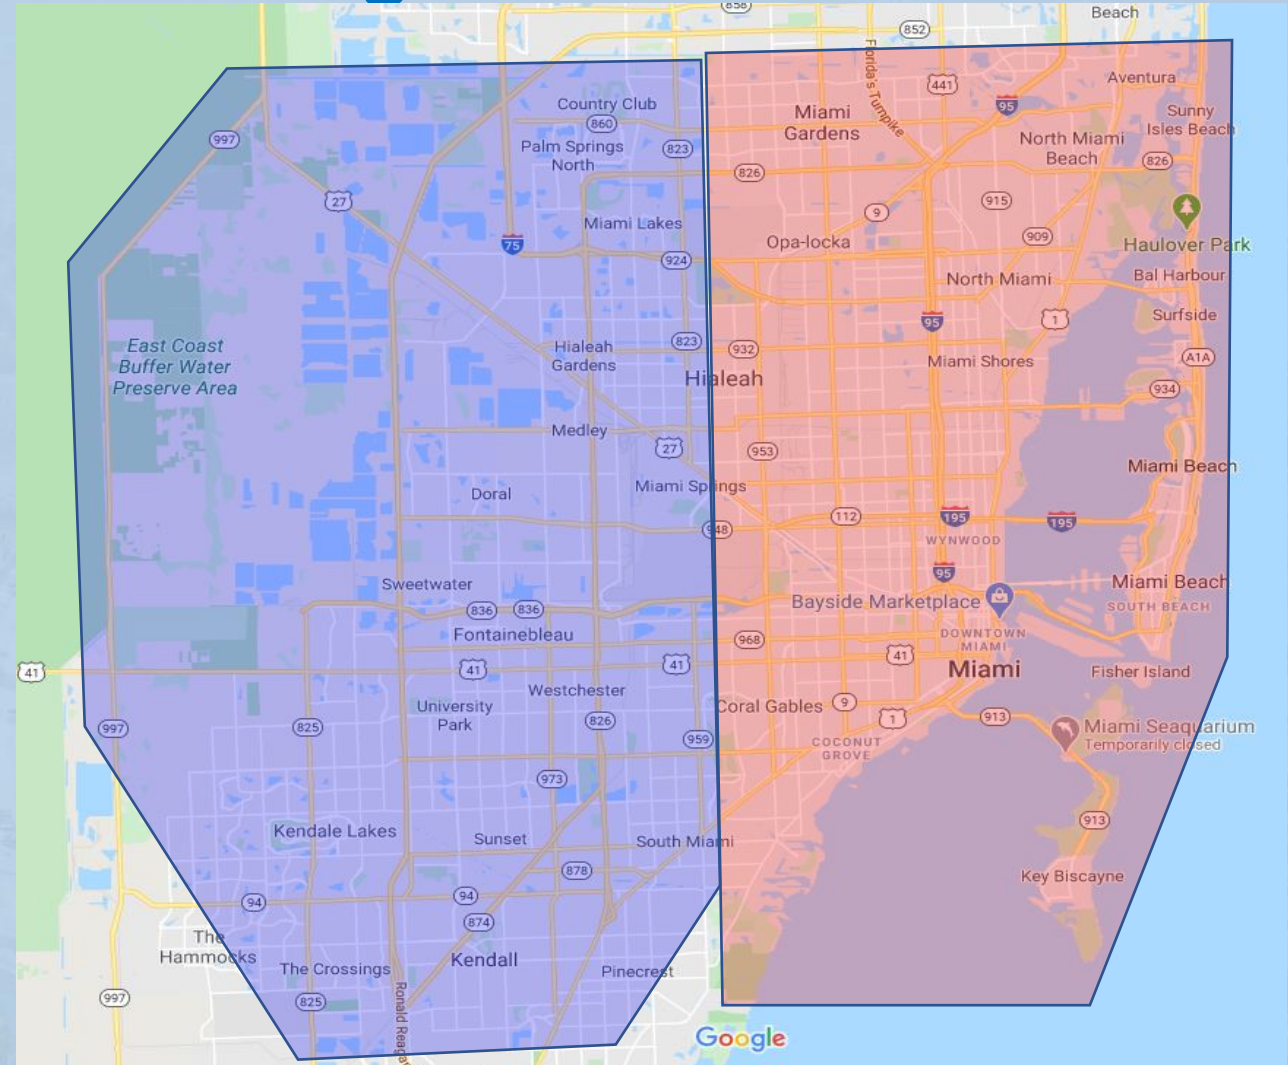 858
Beach
852
Florida's Turnpike
441
95
Aventura
Country Club
860
Miami
Gardens
Sunny
Isles Beach
997
Palm Springs
North
823
North Miami
Beach
826
826
27
915
9
Miami Lakes
909
75
Opa-locka
Haulover Park
924
North Miami
Bal Harbour
Surfside
95
1
East Coast
Buffer Water
Preserve Area
Hialeah
Gardens
823
932
A1A
Miami Shores
Hialeah
934
Medley
27
953
Miami Beach
Doral
Miami Springs
948
112
195
195
WYNWOOD
95
Sweetwater
Miami Beach
836
836
Bayside Marketplace
SOUTH BEACH
Fontainebleau
968
DOWNTOWN
MIAMI
41
41
41
41
Miami
Fisher Island
Westchester
University
Park
826
Coral Gables
9
1
913
997
825
959
Miami Seaquarium
Temporarily closed
COCONUT
GROVE
973
Kendale Lakes
Sunset
South Miami
913
878
Key Biscayne
94
94
874
The
Hammocks
Kendall
The Crossings
Pinecrest
997
825
Ronald Reaga
Google